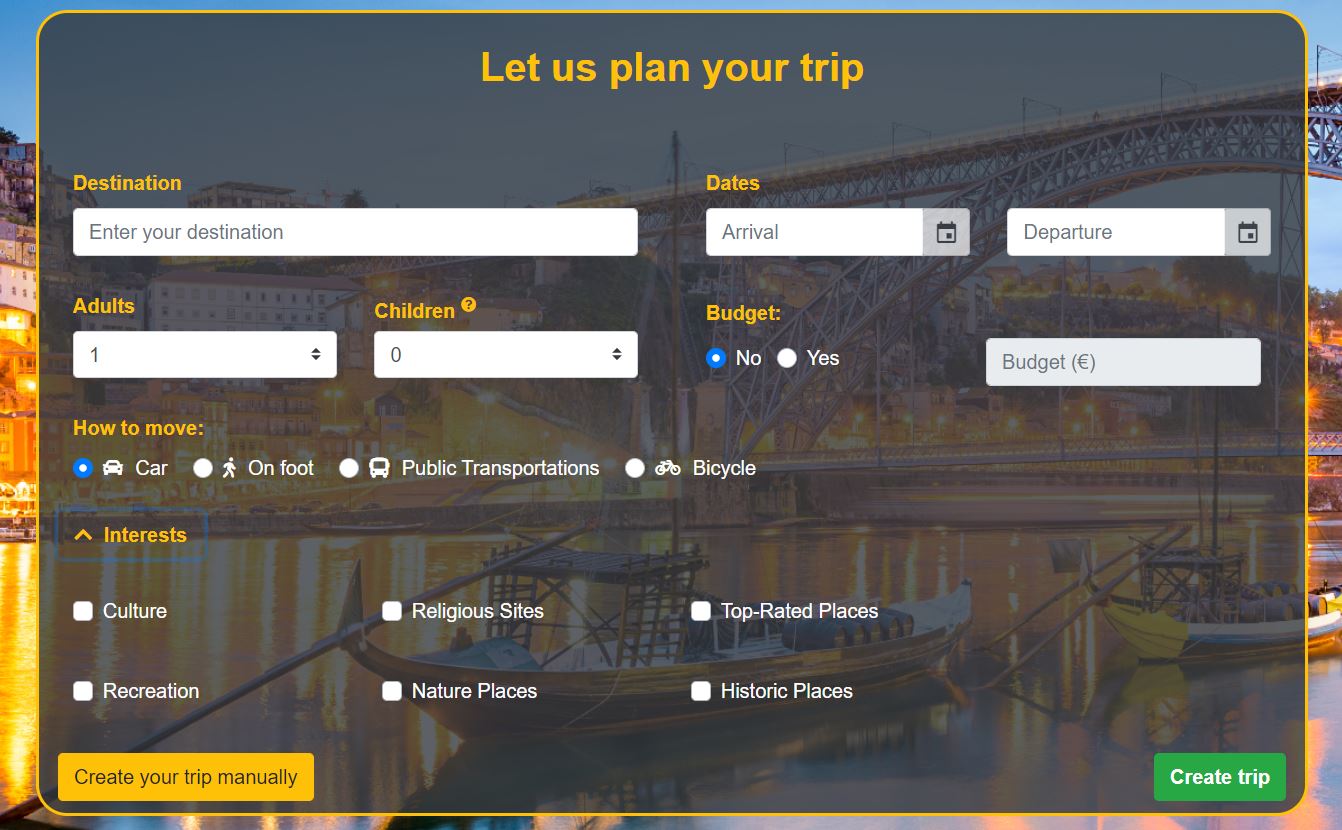 Let us plan your trip
Destination
Dates
Enter your destination
Arrival
Departure
Adults
Children ?
Budget:
1
0
No
Yes
Budget (€)
How to move:
Car
On foot
Public Transportations
Bicycle
Interests
Culture
Religious Sites
Top-Rated Places
Recreation
Nature Places
Historic Places
Create your trip manually
Create trip